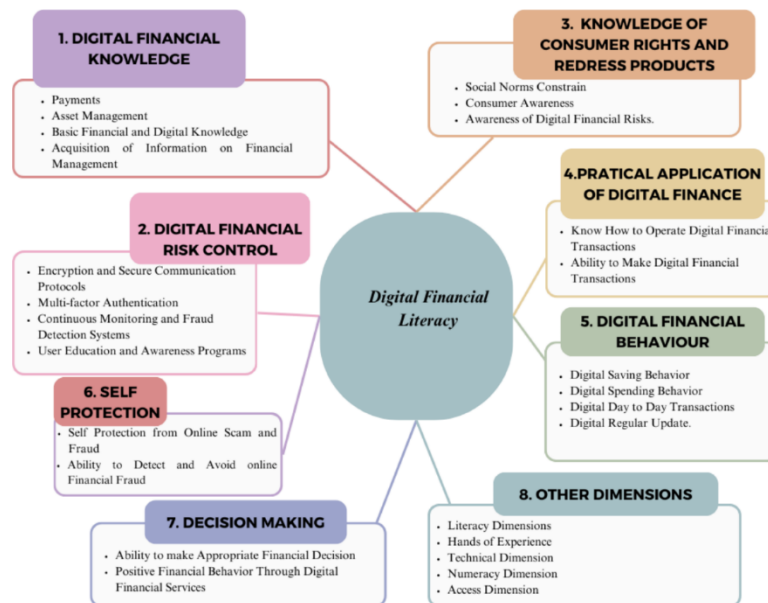 1. DIGITAL FINANCIAL
KNOWLEDGE
• Payments
• Asset Management
• Basic Financial and Digital Knowledge
• Acquisition of Information on Financial
Management
2. DIGITAL FINANCIAL
RISK CONTROL
• Encryption and Secure Communication
Protocols
• Multi-factor Authentication
• Continuous Monitoring and Fraud
Detection Systems
• User Education and Awareness Programs
3. KNOWLEDGE OF
CONSUMER RIGHTS AND
REDRESS PRODUCTS
• Social Norms Constrain
• Consumer Awareness
• Awareness of Digital Financial Risks.
4.PRATICAL APPLICATION
OF DIGITAL FINANCE
• Know How to Operate Digital Financia
Transactions
• Ability to Make Digital Financial
Transactions
Digital Financial
Literacy
5. DIGITAL FINANCIAL
BEHAVIOUR
• Digital Saving Behavior
• Digital Spending Behavior
• Digital Day to Day Transactions
• Digital Regular Update.
6. SELF
PROTECTION
• Self Protection from Online Scam and
Fraud
• Ability to Detect and Avoid online
Financial Fraud
7. DECISION MAKING
• Ability to make Appropriate Financial Decision
• Positive Financial Behavior Through Digital
Financial Services
8. OTHER DIMENSIONS
• Literacy Dimensions
• Hands of Experience
• Technical Dimension
• Numeracy Dimension
• Access Dimension